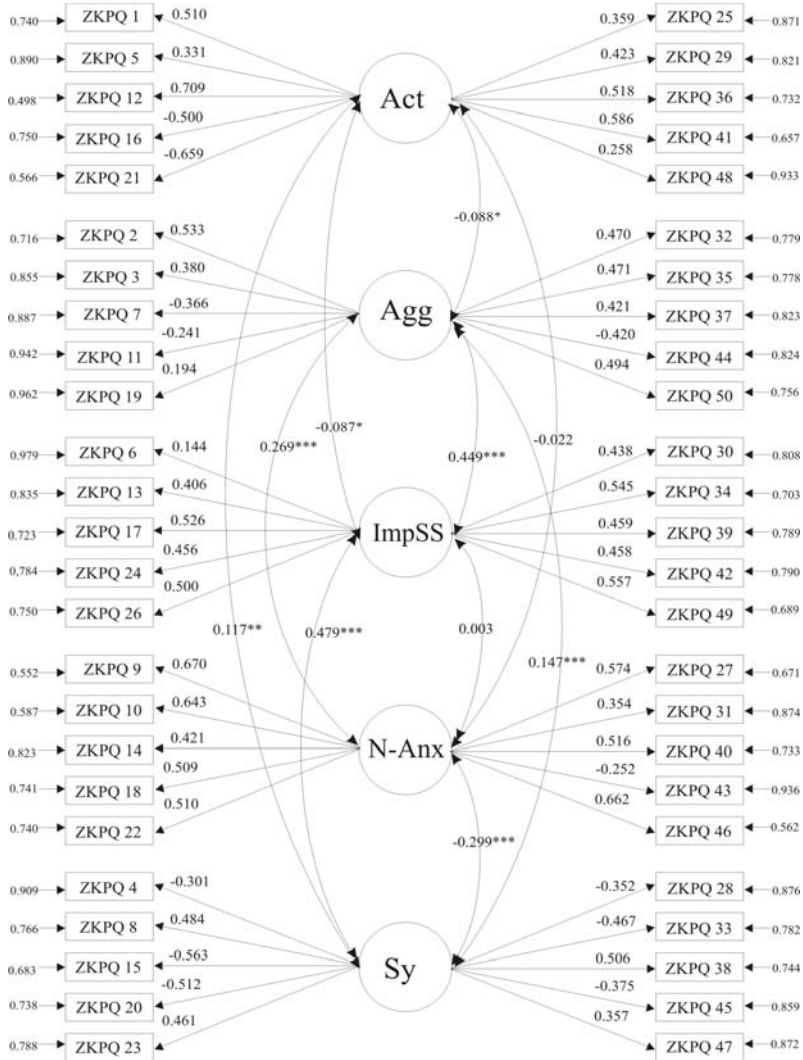 0.740 ZKPQ 1 0.510
0.890 ZKPQ 5 0.331
0.498 ZKPQ 12 0.709
0.750 ZKPQ 16 -0.500
0.566 ZKPQ 21 -0.659
Act
0.359 ZKPQ 25 0.871
0.423 ZKPQ 29 0.821
0.518 ZKPQ 36 0.732
0.586 ZKPQ 41 0.657
0.258 ZKPQ 48 0.933
-0.088*
0.716 ZKPQ 2 0.533
0.855 ZKPQ 3 0.380
0.887 ZKPQ 7 -0.366
0.942 ZKPQ 11 -0.241
0.962 ZKPQ 19 0.194
Agg
0.470 ZKPQ 32 0.779
0.471 ZKPQ 35 0.778
0.421 ZKPQ 37 0.823
-0.420 ZKPQ 44 0.824
0.494 ZKPQ 50 0.756
0.269*** -0.087* 0.449*** -0.022
0.979 ZKPQ 6 0.144
0.835 ZKPQ 13 0.406
0.723 ZKPQ 17 0.526
0.784 ZKPQ 24 0.456
0.750 ZKPQ 26 0.500
ImpSS
0.438 ZKPQ 30 0.808
0.545 ZKPQ 34 0.703
0.459 ZKPQ 39 0.789
0.458 ZKPQ 42 0.790
0.557 ZKPQ 49 0.689
0.117** 0.479*** 0.003 0.147***
0.552 ZKPQ 9 0.670
0.587 ZKPQ 10 0.643
0.823 ZKPQ 14 0.421
0.741 ZKPQ 18 0.509
0.740 ZKPQ 22 0.510
N-Anx
0.574 ZKPQ 27 0.671
0.354 ZKPQ 31 0.874
0.516 ZKPQ 40 0.733
-0.252 ZKPQ 43 0.936
0.662 ZKPQ 46 0.562
-0.299***
0.909 ZKPQ 4 -0.301
0.766 ZKPQ 8 0.484
0.683 ZKPQ 15 -0.563
0.738 ZKPQ 20 -0.512
0.788 ZKPQ 23 0.461
Sy
-0.352 ZKPQ 28 0.876
-0.467 ZKPQ 33 0.782
0.506 ZKPQ 38 0.744
-0.375 ZKPQ 45 0.859
0.357 ZKPQ 47 0.872